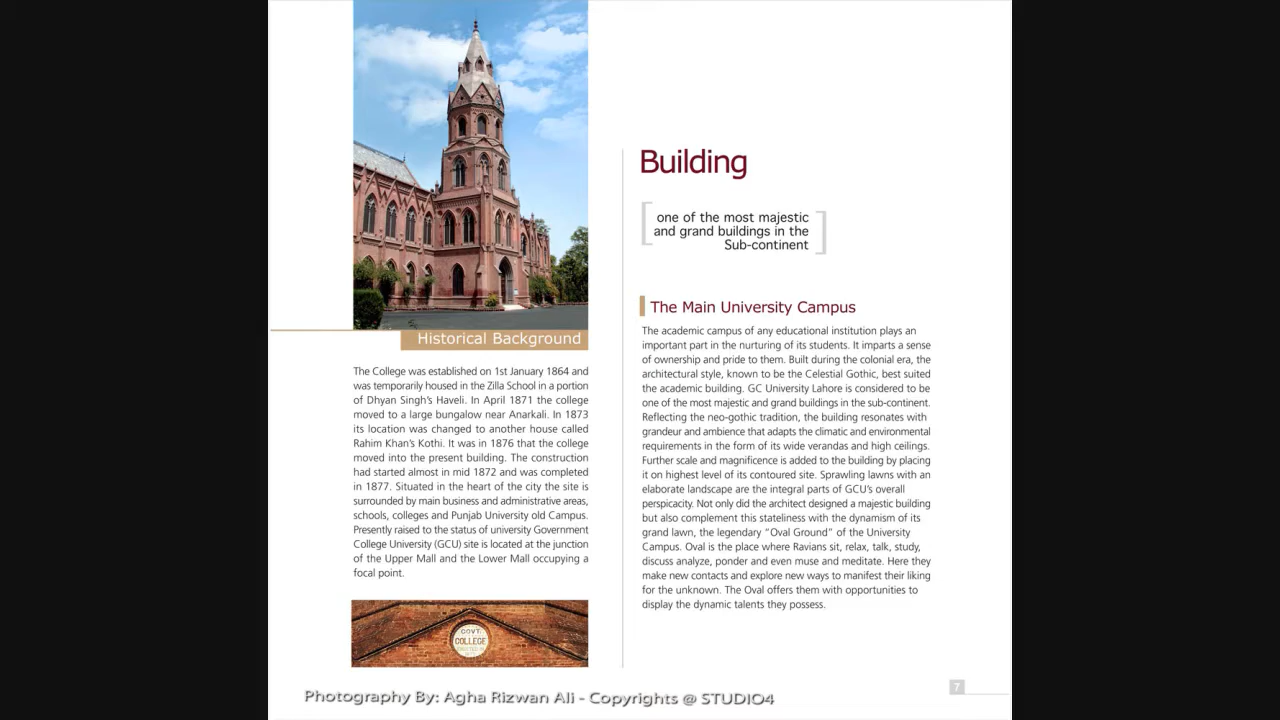 Historical Background
The College was established on 1st January 1864 and
was temporarily housed in the Zilla School in a portion
of Dhyan Singh's Haveli. In April 1871 the college
moved to a large bungalow near Anarkali. In 1873
its location was changed to another house called
Rahim Khan's Kothi. It was in 1876 that the college
moved into the present building. The construction
had started almost in mid 1872 and was completed
in 1877. Situated in the heart of the city the site is
surrounded by main business and administrative areas,
schools, colleges and Punjab University old Campus.
Presently raised to the status of university Government
College University (GCU) site is located at the junction
of the Upper Mall and the Lower Mall occupying a
focal point.
GOVT:
COLLEGE
Building
one of the most majestic
and grand buildings in the
Sub-continent
The Main University Campus
The academic campus of any educational institution plays an
important part in the nurturing of its students. It imparts a sense
of ownership and pride to them. Built during the colonial era, the
architectural style, known to be the Celestial Gothic, best suited
the academic building. GC University Lahore is considered to be
one of the most majestic and grand buildings in the sub-continent.
Reflecting the neo-gothic tradition, the building resonates with
grandeur and ambience that adapts the climatic and environmental
requirements in the form of its wide verandas and high ceilings.
Further scale and magnificence is added to the building by placing
it on highest level of its contoured site. Sprawling lawns with an
elaborate landscape are the integral parts of GCU's overall
perspicacity. Not only did the architect designed a majestic building
but also complement this stateliness with the dynamism of its
grand lawn, the legendary "Oval Ground" of the University
Campus. Oval is the place where Ravians sit, relax, talk, study,
discuss analyze, ponder and even muse and meditate. Here they
make new contacts and explore new ways to manifest their liking
for the unknown. The Oval offers them with opportunities to
display the dynamic talents they possess.
7
Photography By: Agha Rizwan Ali - Copyrights @ STUDIO4